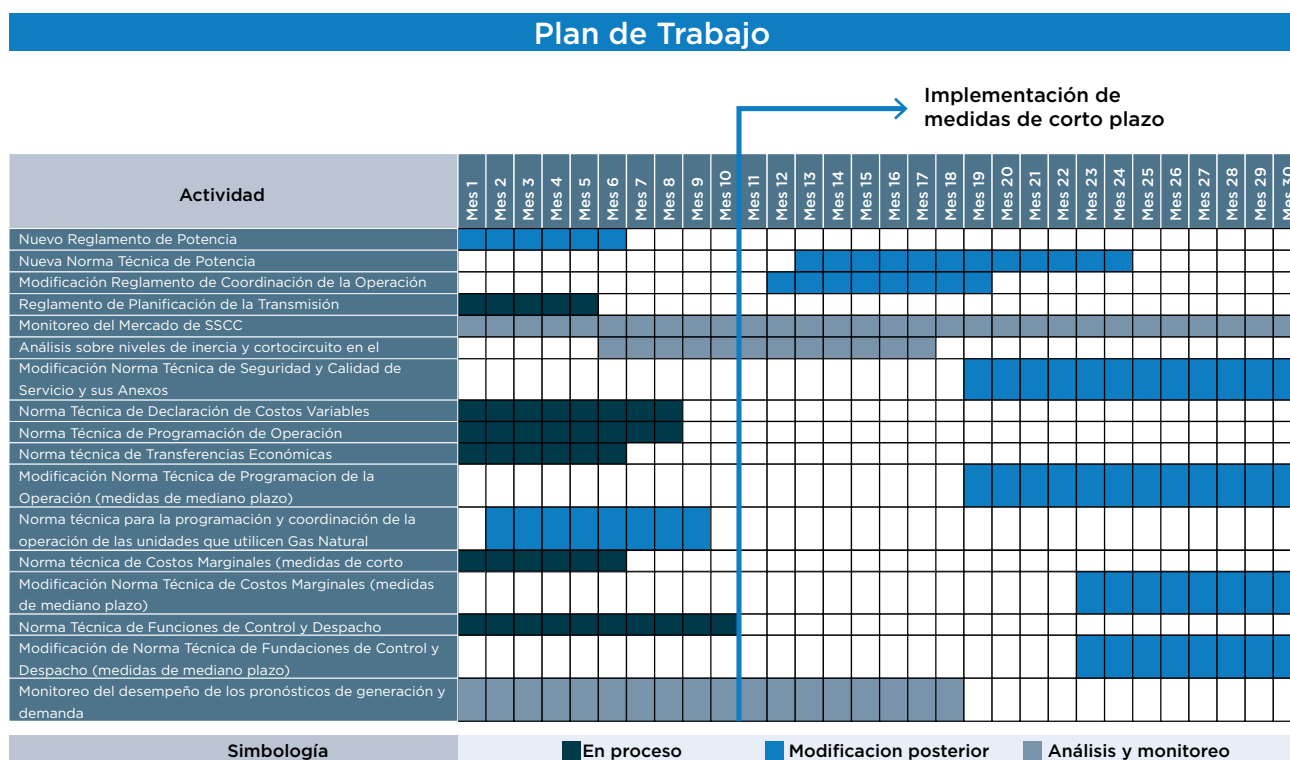 Plan de Trabajo
Implementación de
medidas de corto plazo
Actividad
Mes 1
Mes 2
Mes 3
Mes 4
Mes 5
Mes 6
Mes 7
Mes 8
Mes 9
Mes 10
Mes 11
Mes 12
Mes 13
Mes 14
Mes 15
Mes 16
Mes 17
Mes 18
Mes 19
Mes 20
Mes 21
Mes 22
Mes 23
Mes 24
Mes 25
Mes 26
Mes 27
Mes 28
Mes 29
Mes 30
Nuevo Reglamento de Potencia
Nueva Norma Técnica de Potencia
Modificación Reglamento de Coordinación de la Operación
Reglamento de Planificación de la Transmisión
Monitoreo del Mercado de SSCC
Análisis sobre niveles de inercia y cortocircuito en el
Modificación Norma Técnica de Seguridad y Calidad de
Servicio y sus Anexos
Norma Técnica de Declaración de Costos Variables
Norma Técnica de Programación de Operación
Norma técnica de Transferencias Económicas
Modificación Norma Técnica de Programacion de la
Operación (medidas de mediano plazo)
Norma técnica para la programación y coordinación de la
operación de las unidades que utilicen Gas Natural
Norma técnica de Costos Marginales (medidas de corto
Modificación Norma Técnica de Costos Marginales (medidas
de mediano plazo)
Norma Técnica de Funciones de Control y Despacho
Modificación de Norma Técnica de Fundaciones de Control y
Despacho (medidas de mediano plazo)
Monitoreo del desempeño de los pronósticos de generación y
demanda
Simbología
En proceso
Modificacion posterior
Análisis y monitoreo